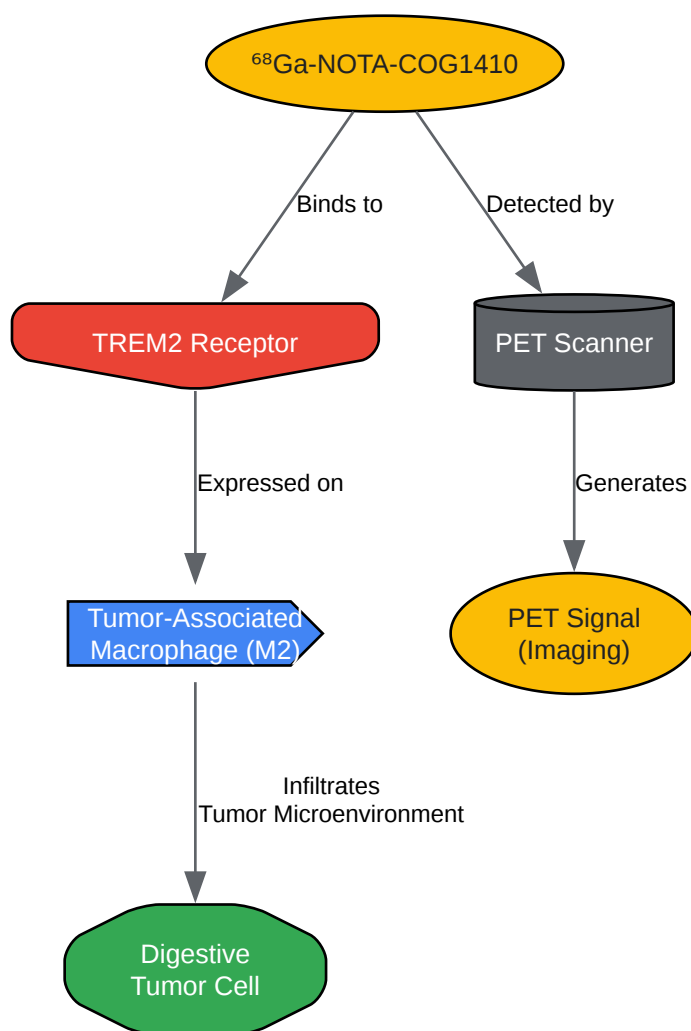 ⁶⁸Ga-NOTA-COG1410
Binds to
Detected by
TREM2 Receptor
PET Scanner
Expressed on
Generates
Tumor-Associated
Macrophage (M2)
PET Signal
(Imaging)
Infiltrates
Tumor Microenvironment
Digestive
Tumor Cell